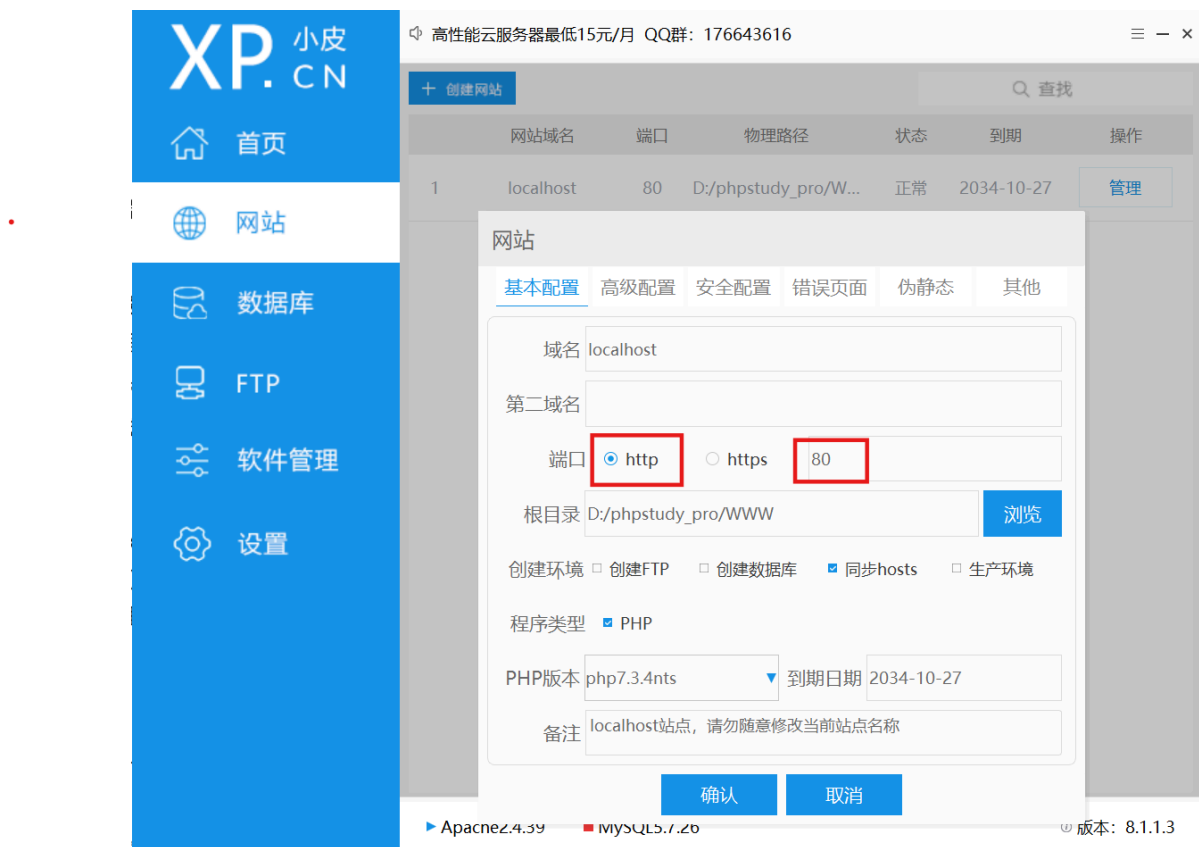 XP.CN 小皮
高性能云服务器最低15元/月 QQ群：176643616
首页
网站
数据库
FTP
软件管理
设置
+ 创建网站
查找
网站域名 端口 物理路径 状态 到期 操作
1 localhost 80 D:/phpstudy_pro/W... 正常 2034-10-27 管理
网站
基本配置 高级配置 安全配置 错误页面 伪静态 其他
域名 localhost
第二域名
端口 http https 80
根目录 D:/phpstudy_pro/WWW 浏览
创建环境 创建FTP 创建数据库 同步hosts 生产环境
程序类型 PHP
PHP版本 php7.3.4nts 到期日期 2034-10-27
备注 localhost站点，请勿随意修改当前站点名称
确认 取消
Apache2.4.39 MySQL5.7.26 版本：8.1.1.3